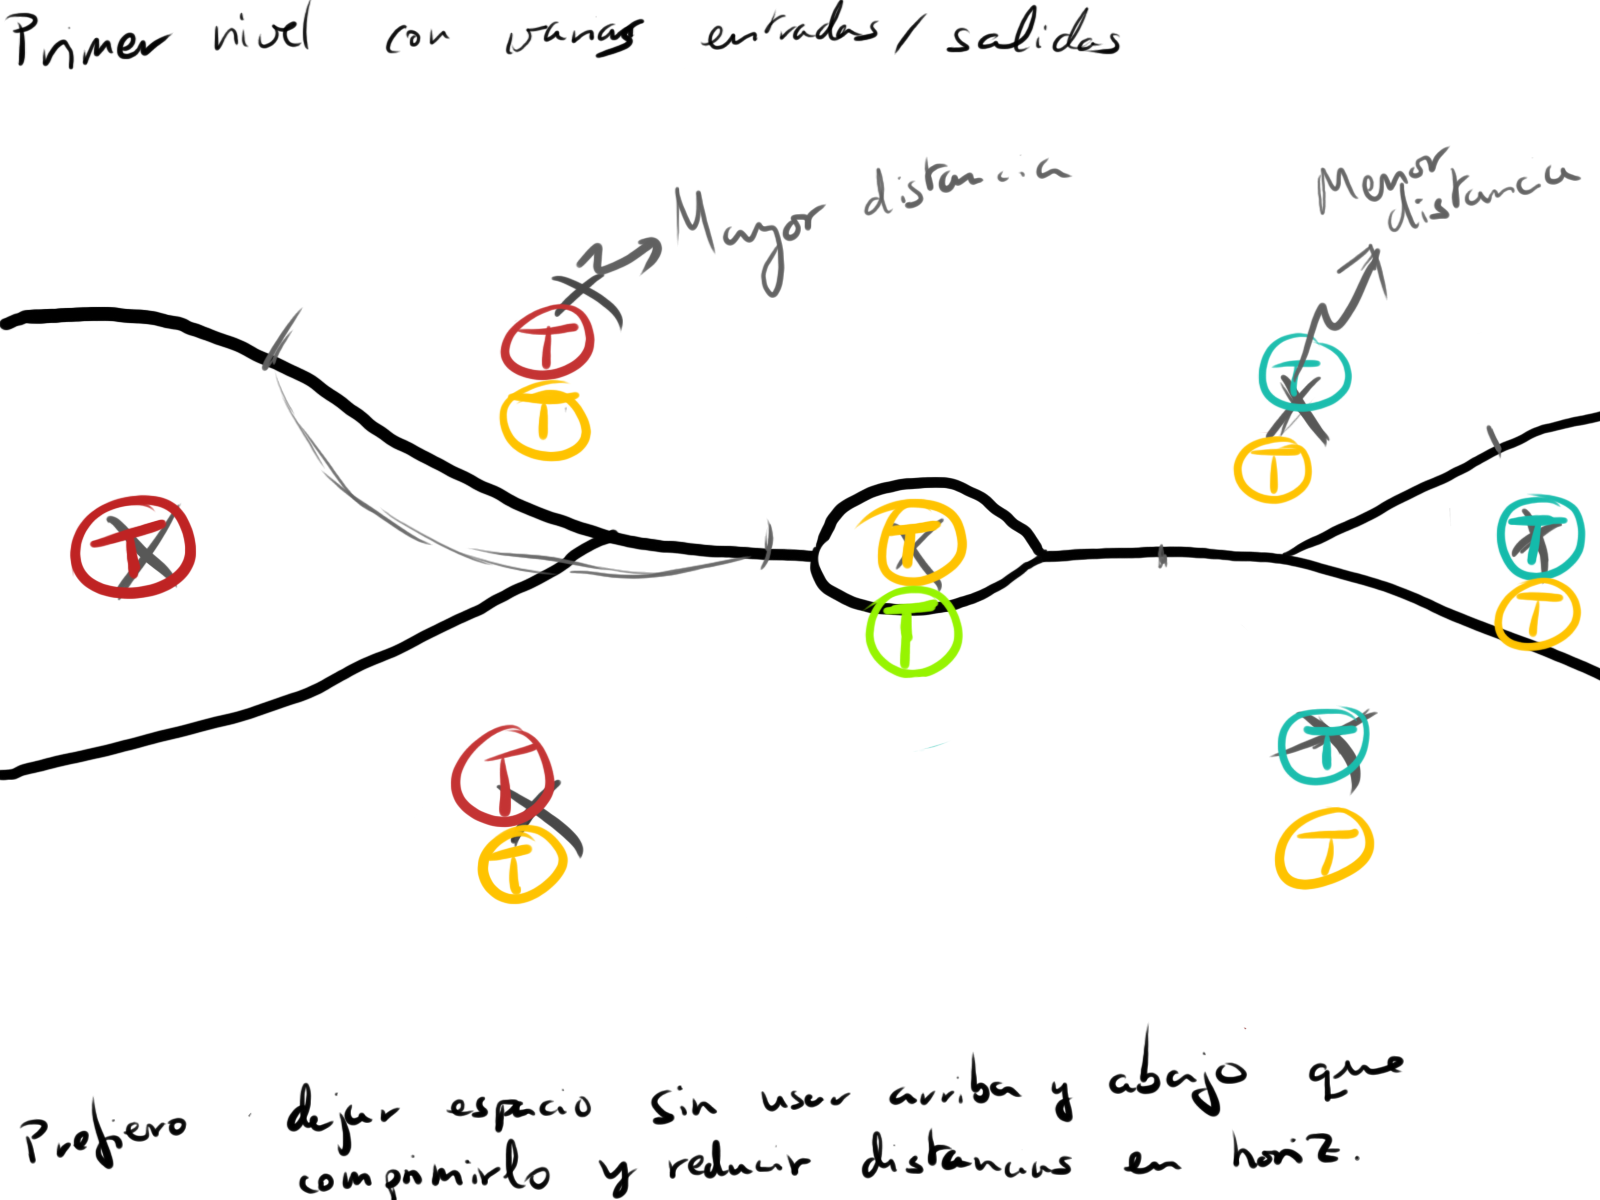 Primer nivel con varias entradas / salidas
Mayor distancia
Menor
distancia
T
T
T
T
T
T
T
T
T
T
T
T
T
Prefiero dejar espacio sin usar arriba y abajo que
comprimirlo y reducir distancias en horiz.